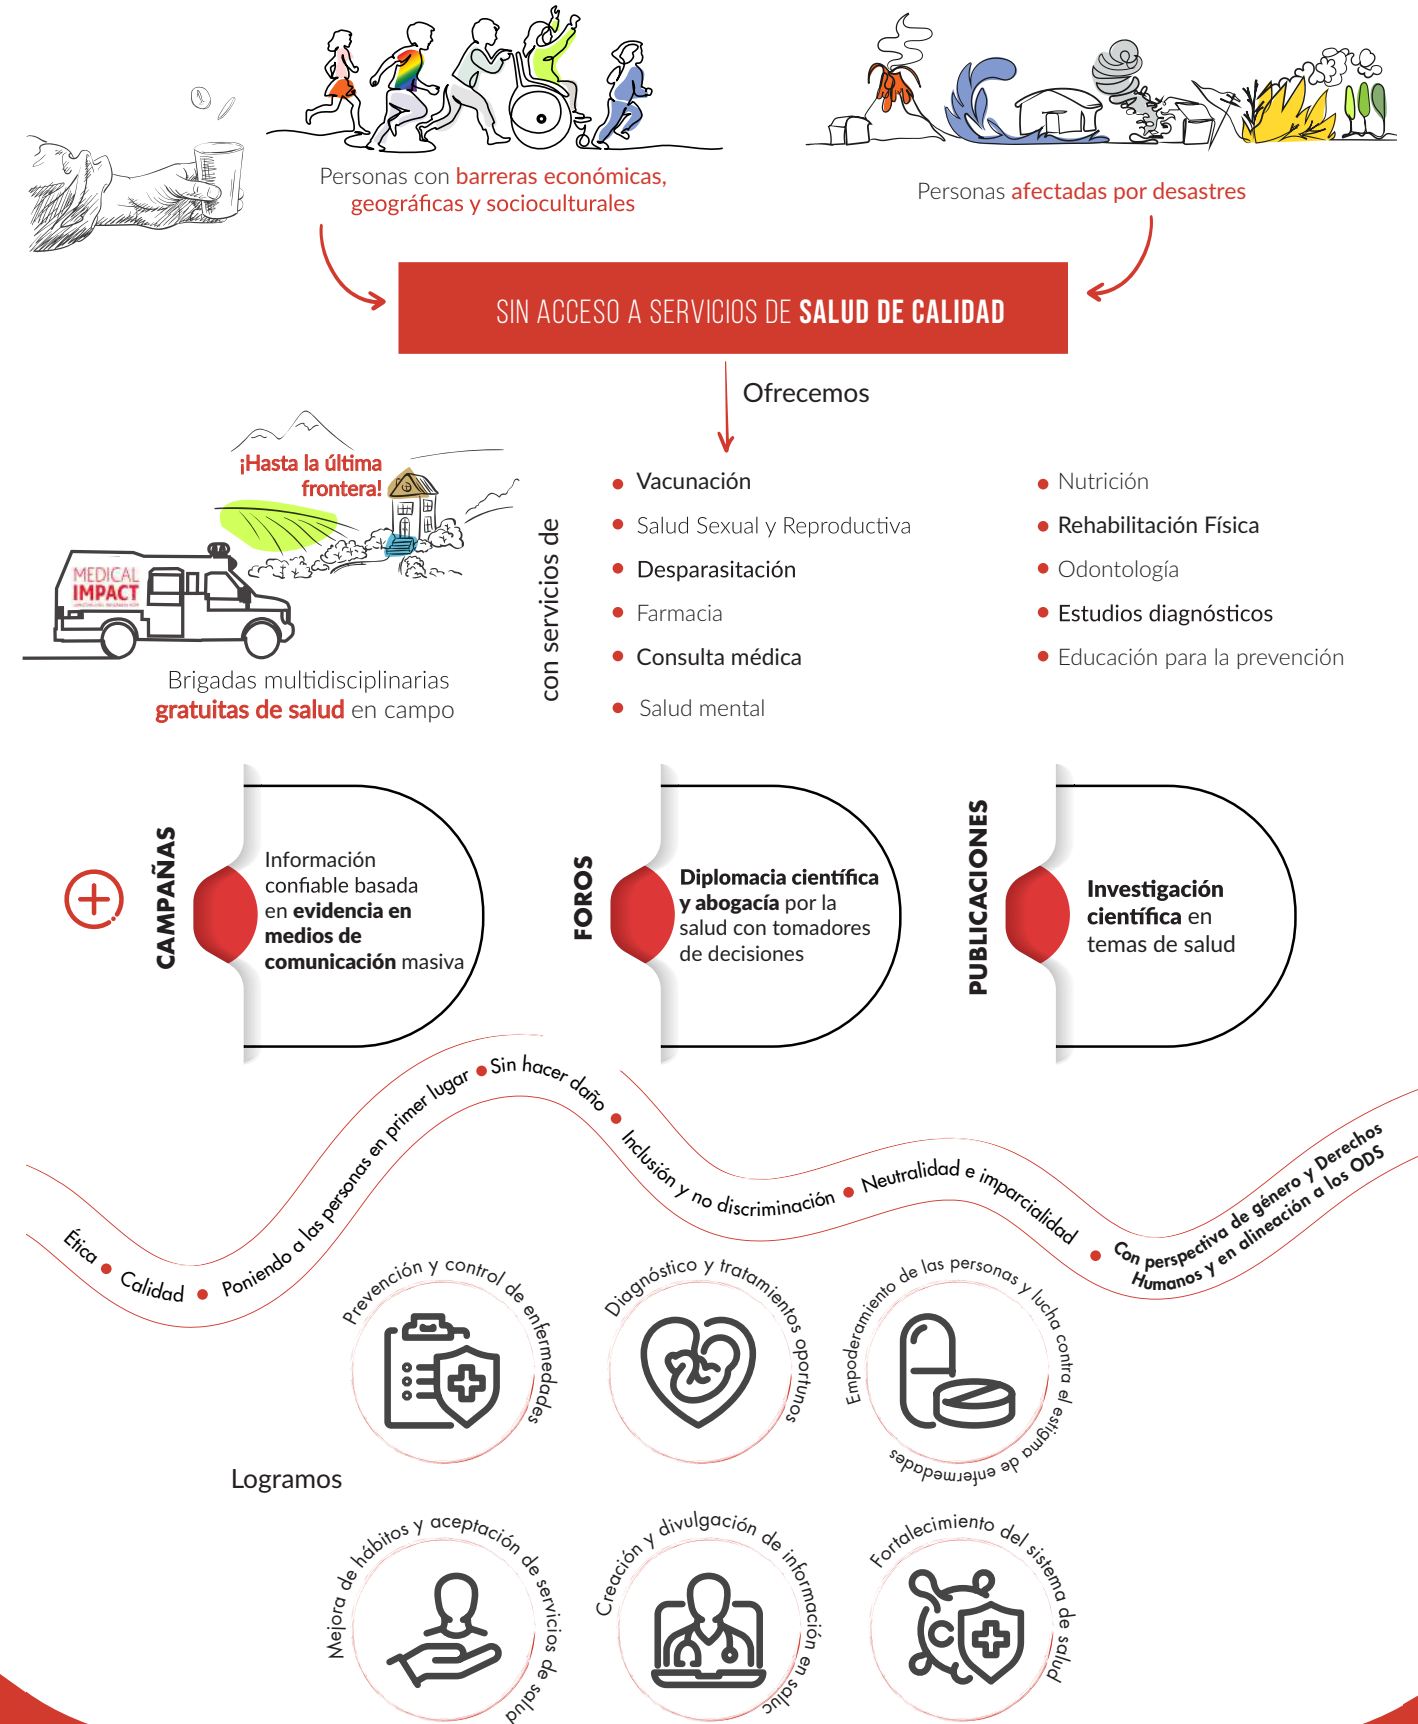 Personas con barreras económicas,
geográficas y socioculturales
Personas afectadas por desastres
SIN ACCESO A SERVICIOS DE SALUD DE CALIDAD
Ofrecemos
¡Hasta la última
frontera!
MEDICAL
IMPACT
Brigadas multidisciplinarias
gratuitas de salud en campo
con servicios de
Vacunación
Salud Sexual y Reproductiva
Desparasitación
Farmacia
Consulta médica
Salud mental
Nutrición
Rehabilitación Física
Odontología
Estudios diagnósticos
Educación para la prevención
CAMPAÑAS
Información
confiable basada
en evidencia en
medios de
comunicación masiva
FOROS
Diplomacia científica
y abogacía por la
salud con tomadores
de decisiones
PUBLICACIONES
Investigación
científica en
temas de salud
Ética
Calidad
Poniendo a las personas en primer lugar
Sin hacer daño
Inclusión y no discriminación
Neutralidad e imparcialidad
Con perspectiva de género y Derechos
Humanos y en alineación a los ODS
Logramos
Prevención y control de enfermedades
Diagnóstico y tratamientos oportunos
Empoderamiento de las personas y lucha contra el estigma de enfermedades
Mejora de hábitos y aceptación de servicios de salud
Creación y divulgación de información en saluc
Fortalecimiento del sistema de salud